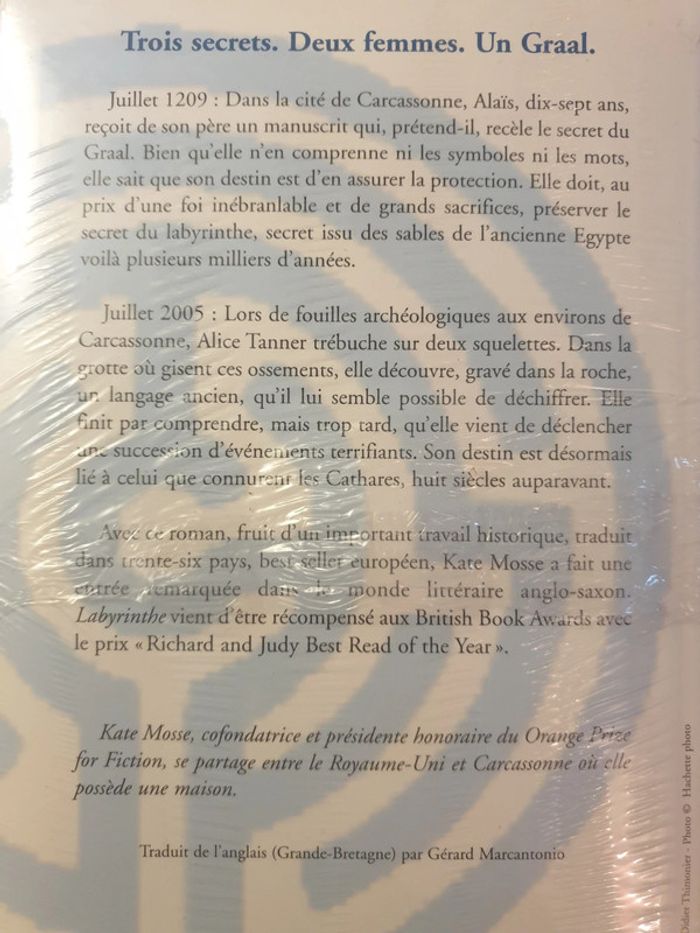 Trois secrets. Deux femmes. Un Graal.
Juillet 1209 : Dans la cité de Carcassonne, Alaïs, dix-sept ans,
reçoit de son père un manuscrit qui, prétend-il, recèle le secret du
Graal. Bien qu'elle n'en comprenne ni les symboles ni les mots,
elle sait que son destin est d'en assurer la protection. Elle doit, au
prix d'une foi inébranlable et de grands sacrifices, préserver le
secret du labyrinthe, secret issu des sables de l'ancienne Egypte
voilà plusieurs milliers d'années.
Juillet 2005 : Lors de fouilles archéologiques aux environs de
Carcassonne, Alice Tanner trébuche sur deux squelettes. Dans la
grotte où gisent ces ossements, elle découvre, gravé dans la roche,
un langage ancien, qu'il lui semble possible de déchiffrer. Elle
finit par comprendre, mais trop tard, qu'elle vient de déclencher
une succession d'événements terrifiants. Son destin est désormais
lié à celui que connurent les Cathares, huit siècles auparavant.
Avec ce roman, fruit d'un important travail historique, traduit
dans trente-six pays, best-seller européen, Kate Mosse a fait une
entrée remarquée dans le monde littéraire anglo-saxon.
Labyrinthe vient d'être récompensé aux British Book Awards avec
le prix « Richard and Judy Best Read of the Year ».
Kate Mosse, cofondatrice et présidente honoraire du Orange Prize
for Fiction, se partage entre le Royaume-Uni et Carcassonne où elle
possède une maison.
Traduit de l'anglais (Grande-Bretagne) par Gérard Marcantonio
Didier Thimonier - Photo © Hachette photo